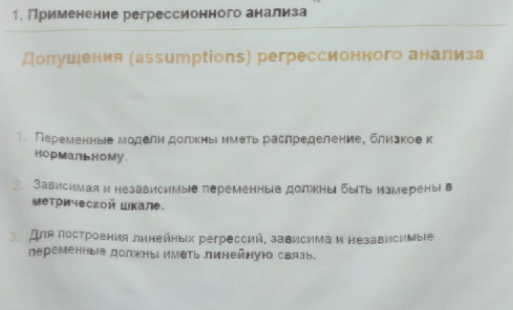 1. Применение регрессионного анализа
Допущения (assumptions) регрессионного анализа
1. Переменные модели должны иметь распределение, близкое к
нормальному.
2. Зависимая и независимые переменные должны быть измерены в
метрической шкале.
3. Для построения линейных регрессий, зависима и независимые
переменные должны иметь линейную связь.